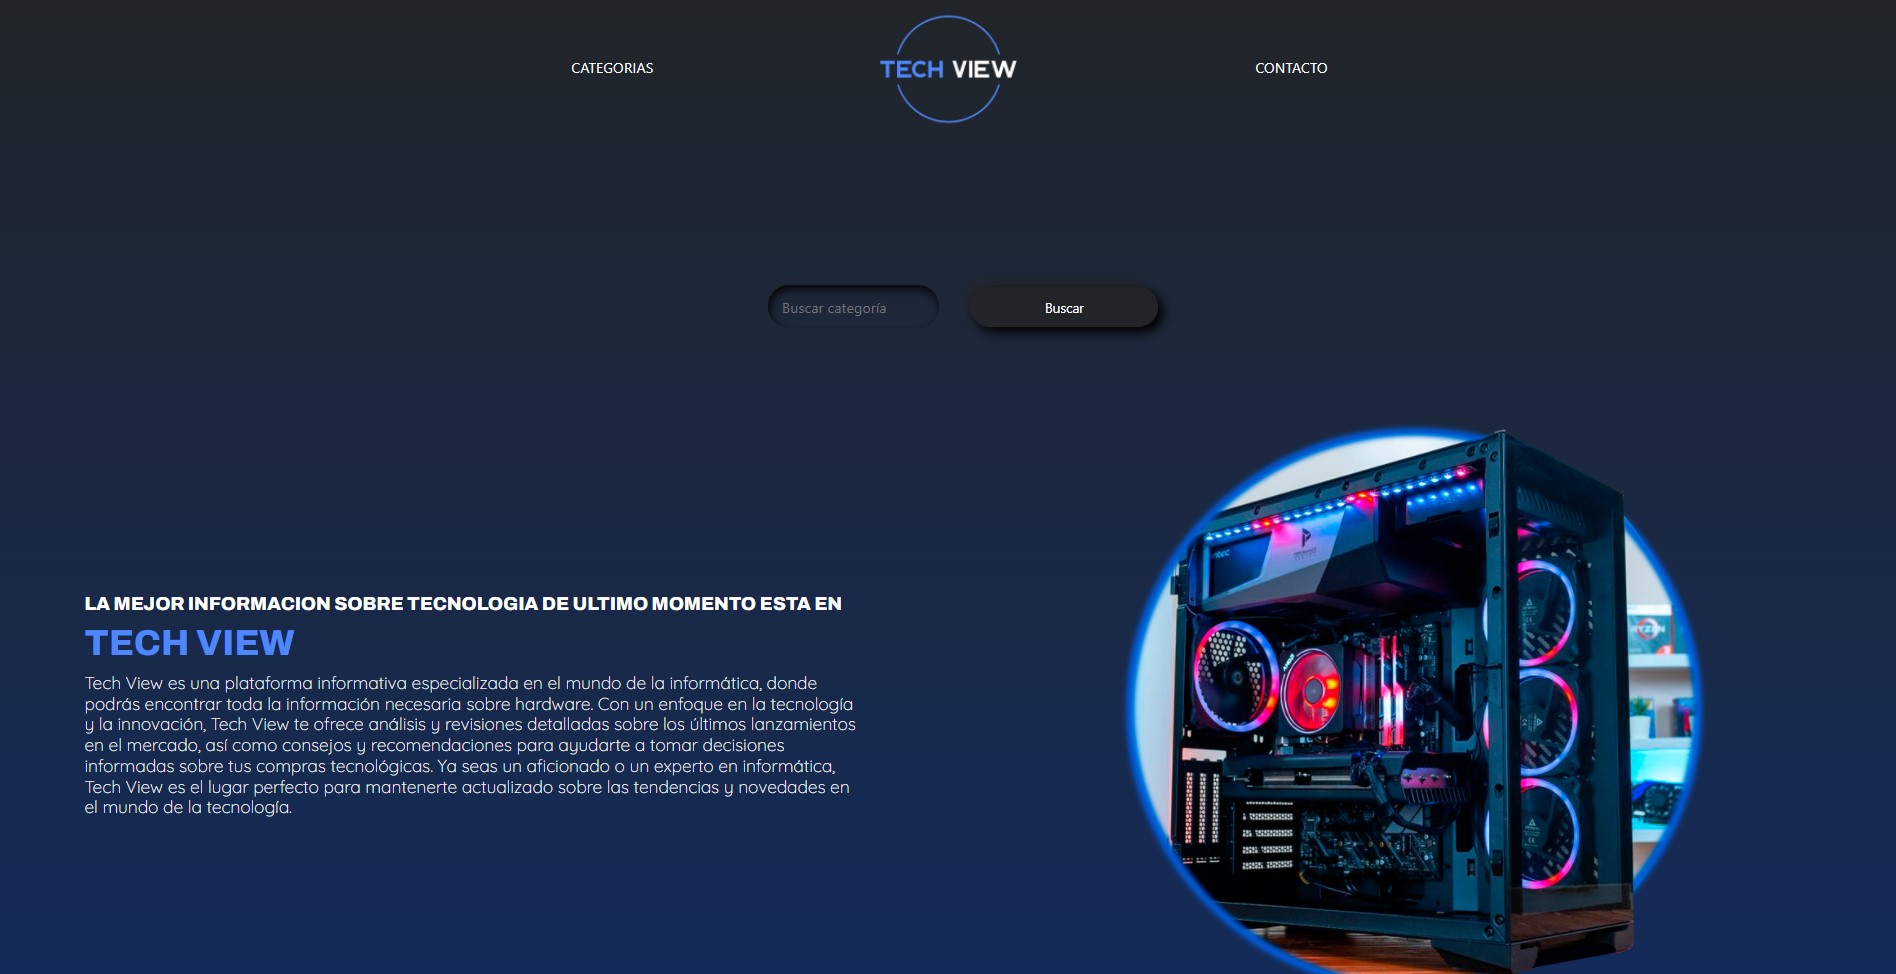 CATEGORIAS
TECH VIEW
CONTACTO
Buscar categoría
Buscar
LA MEJOR INFORMACION SOBRE TECNOLOGIA DE ULTIMO MOMENTO ESTA EN
TECH VIEW
Tech View es una plataforma informativa especializada en el mundo de la informática, donde
podrás encontrar toda la información necesaria sobre hardware. Con un enfoque en la tecnología
y la innovación, Tech View te ofrece análisis y revisiones detalladas sobre los últimos lanzamientos
en el mercado, así como consejos y recomendaciones para ayudarte a tomar decisiones
informadas sobre tus compras tecnológicas. Ya seas un aficionado o un experto en informática,
Tech View es el lugar perfecto para mantenerte actualizado sobre las tendencias y novedades en
el mundo de la tecnología.
RYZEN